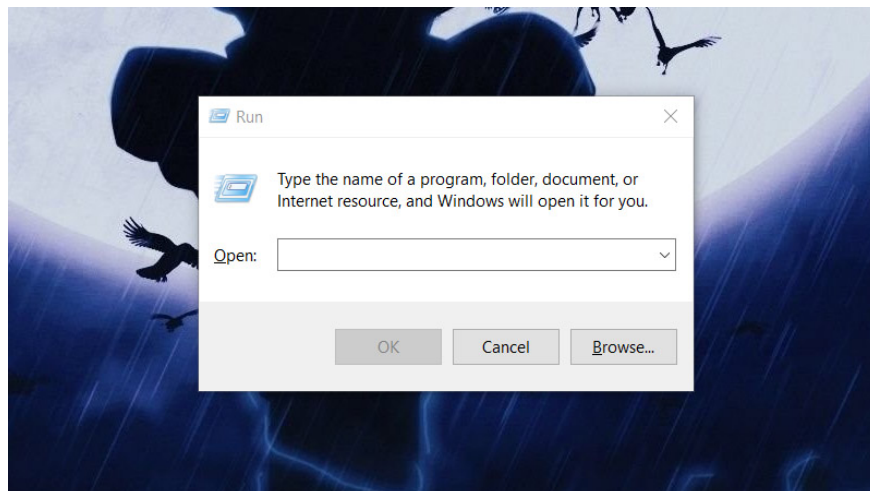 Run
Type the name of a program, folder, document, or
Internet resource, and Windows will open it for you.
Open:
OK
Cancel
Browse...